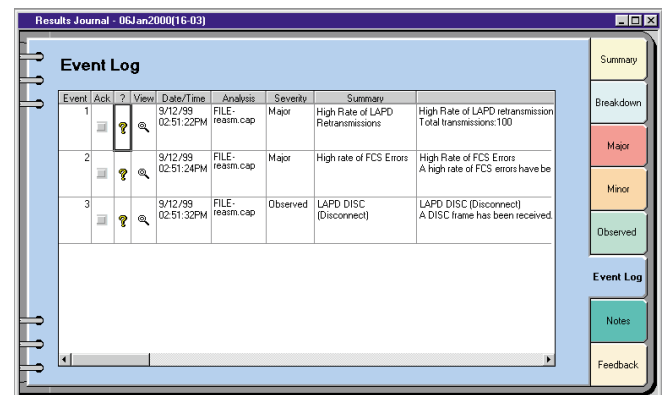 Results Journal - 06Jan2000(16-03)
Event Log
Event Ack ? View Date/Time Analysis Severity Summary
1 ? 9/12/99 02:51:22PM FILE-reasm.cap Major High Rate of LAPD Retransmissions High Rate of LAPD retransmission
Total transmissions:100
2 ? 9/12/99 02:51:24PM FILE-reasm.cap Major High rate of FCS Errors High Rate of FCS Errors
A high rate of FCS errors have be
3 ? 9/12/99 02:51:32PM FILE-reasm.cap Observed LAPD DISC (Disconnect) LAPD DISC (Disconnect)
A DISC frame has been received.
Summary
Breakdown
Major
Minor
Observed
Event Log
Notes
Feedback